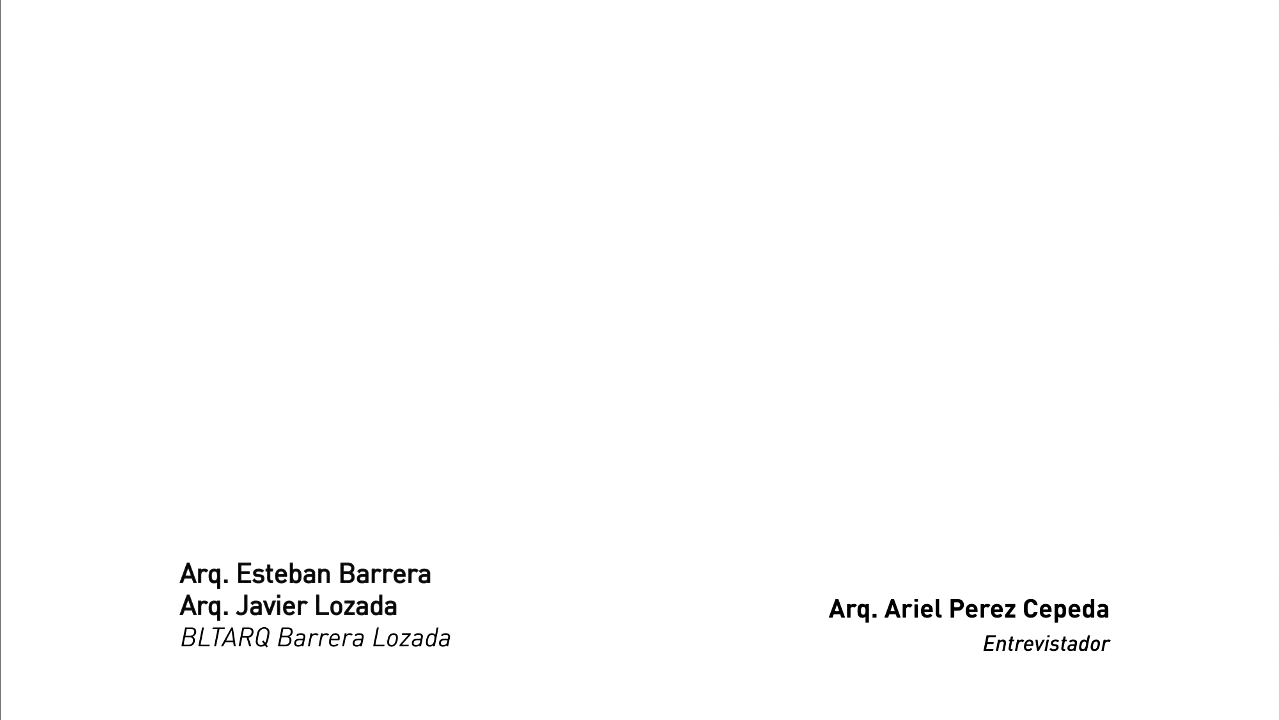 Arq. Esteban Barrera
Arq. Javier Lozada
BLTARQ Barrera Lozada
Arq. Ariel Perez Cepeda
Entrevistador